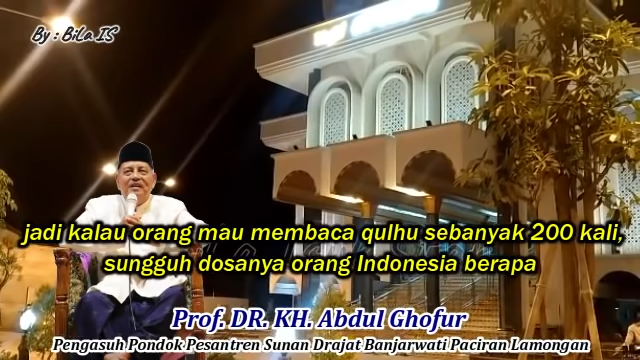 By : BiLa IS
jadi kalau orang mau membaca qulhu sebanyak 200 kali,
sungguh dosanya orang Indonesia berapa
Prof. DR. KH. Abdul Ghofur
Pengasuh Pondok Pesantren Sunan Drajat Banjarwati Paciran Lamongan